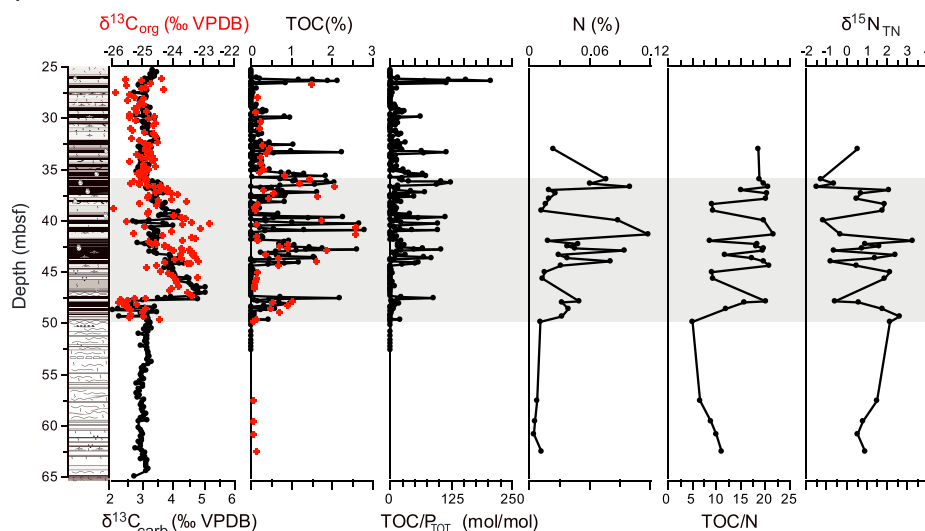 δ13Corg (‰ VPDB) TOC(%) N (%) δ15NTN
-26 -25 -24 -23 -22 0 1 2 3 0 0.06 0.12 -2 -1 0 1 2 3 4
25
30
35
40
45
50
55
60
65
Depth (mbsf)
2 3 4 5 6 0 125 250 5 10 15 20 25
δ13Ccarb (‰ VPDB) TOC/PTOT (mol/mol) TOC/N